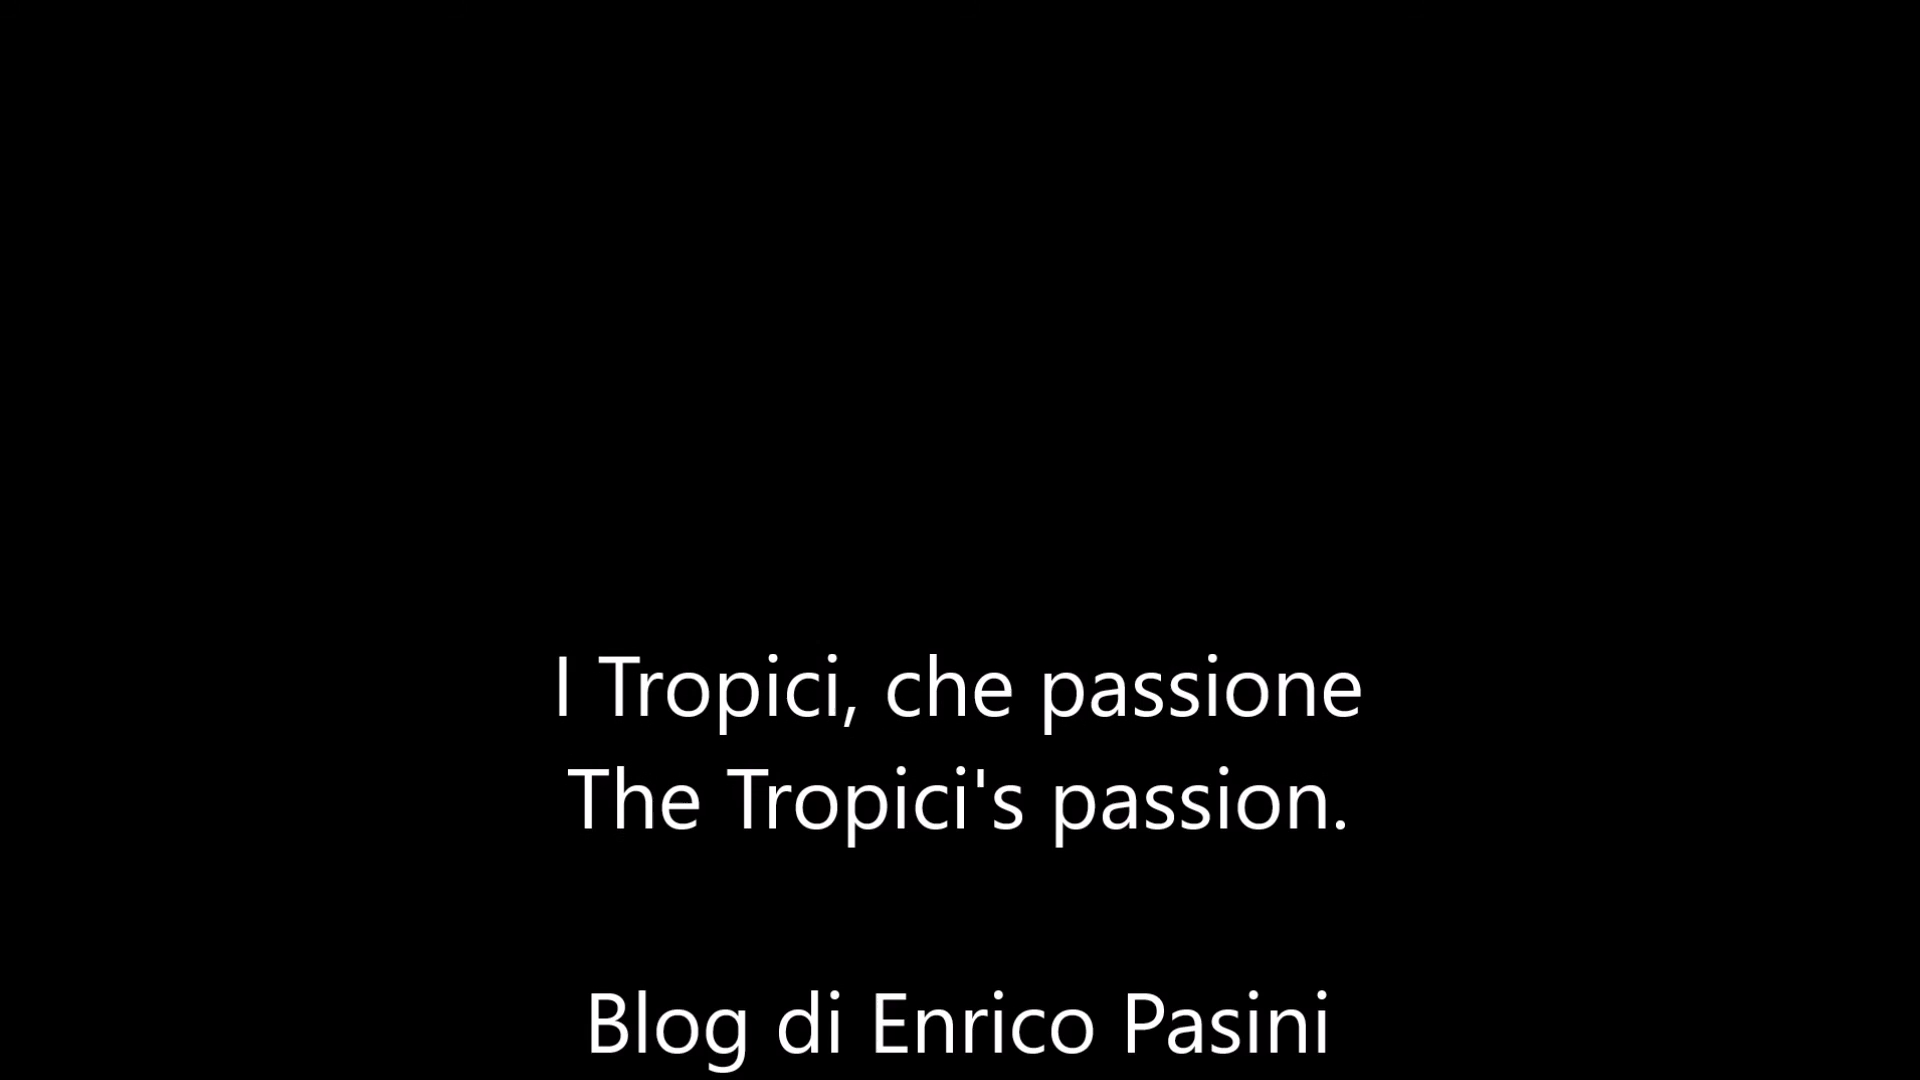 I Tropici, che passione
The Tropici's passion.
Blog di Enrico Pasini